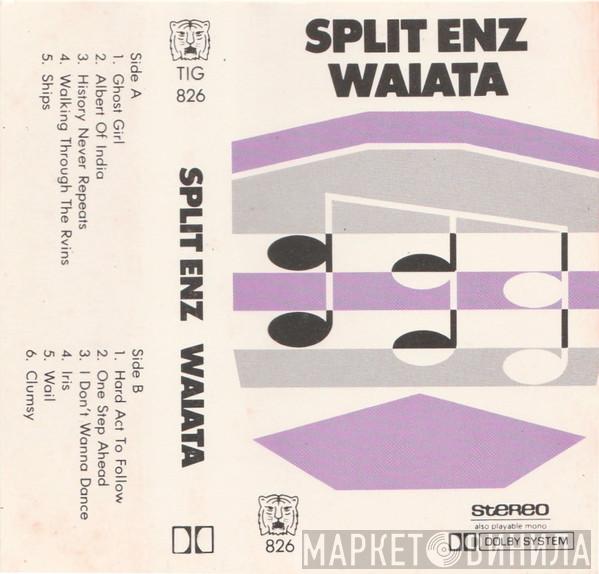 Side A
1. Ghost Girl
2. Albert Of India
3. History Never Repeats
4. Walking Through The Rvins
5. Ships
Side B
1. Hard Act To Follow
2. One Step Ahead
3. I Don't Wanna Dance
4. Iris
5. Wail
6. Clumsy
TIG
826
SPLIT ENZ WAIATA
826
SPLIT ENZ
WAIATA
stereo
also playable mono
DOLBY SYSTEM
МАРКЕТ ВИНИЛА